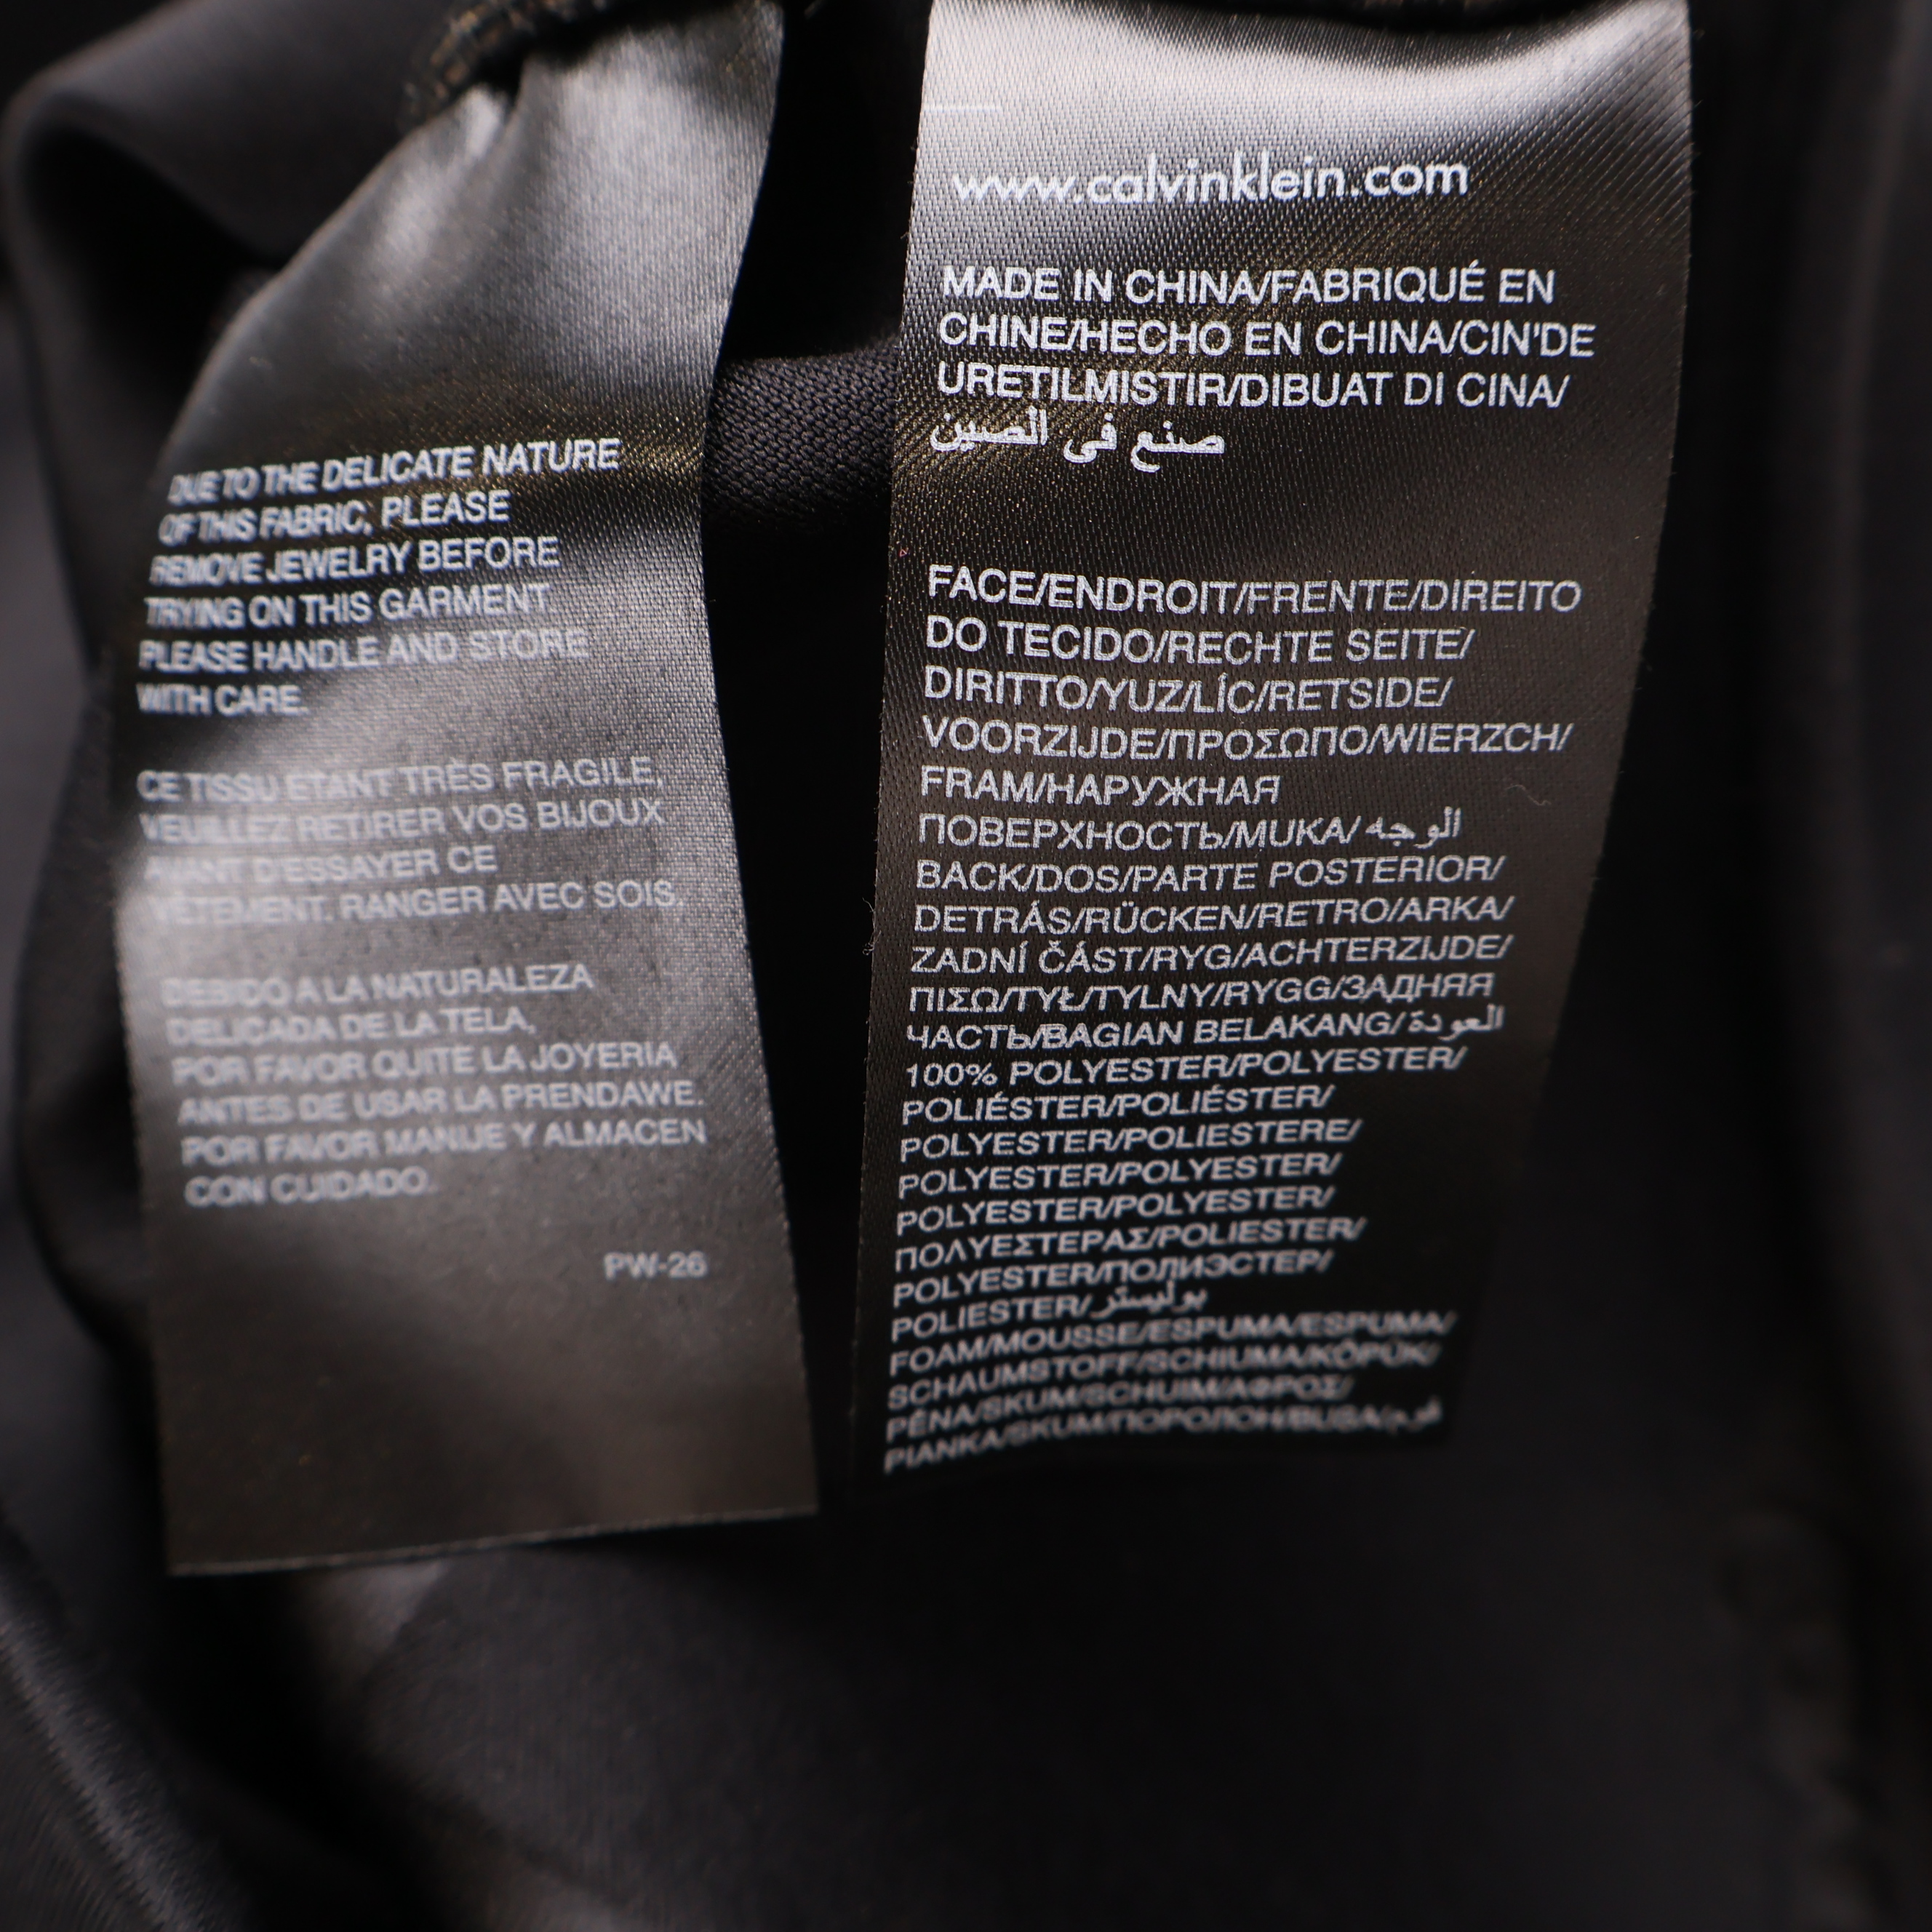 DUE TO THE DELICATE NATURE
OF THIS FABRIC, PLEASE
REMOVE JEWELRY BEFORE
TRYING ON THIS GARMENT.
PLEASE HANDLE AND STORE
WITH CARE.
CE TISSU ETANT TRÈS FRAGILE,
VEUILLEZ RETIRER VOS BIJOUX
AVANT D'ESSAYER CE
VÊTEMENT. RANGER AVEC SOIS.
DEBIDO A LA NATURALEZA
DELICADA DE LA TELA,
POR FAVOR QUITE LA JOYERIA
ANTES DE USAR LA PRENDAWE.
POR FAVOR MANIJE Y ALMACEN
CON CUIDADO.
PW-26
www.calvinklein.com
MADE IN CHINA/FABRIQUÉ EN
CHINE/HECHO EN CHINA/CIN'DE
URETILMISTIR/DIBUAT DI CINA/
صنع في الصين
FACE/ENDROIT/FRENTE/DIREITO
DO TECIDO/RECHTE SEITE/
DIRITTO/YUZ/LÍC/RETSIDE/
VOORZIJDE/ΠΡΟΣΩΠΟ/WIERZCH/
FRAM/НАРУЖНАЯ
ПОВЕРХНОСТЬ/MUKA/الوجه
BACK/DOS/PARTE POSTERIOR/
DETRÁS/RÜCKEN/RETRO/ARKA/
ZADNÍ ČÁST/RYG/ACHTERZIJDE/
ΠΙΣΩ/TYŁ/TYLNY/RYGG/ЗАДНЯЯ
ЧАСТЬ/BAGIAN BELAKANG/العودة
100% POLYESTER/POLYESTER/
POLIÉSTER/POLIÉSTER/
POLYESTER/POLIESTERE/
POLYESTER/POLYESTER/
POLYESTER/POLYESTER/
ΠΟΛΥΕΣΤΕΡΑΣ/POLIESTER/
POLYESTER/ПОЛИЭСТЕР/
POLIESTER/بوليستر
FOAM/MOUSSE/ESPUMA/ESPUMA/
SCHAUMSTOFF/SCHIUMA/KÖPÜK/
PĚNA/SKUM/SCHUIM/ΑΦΡΟΣ/
PIANKA/SKUM/ПОРОЛОН/BUSA/